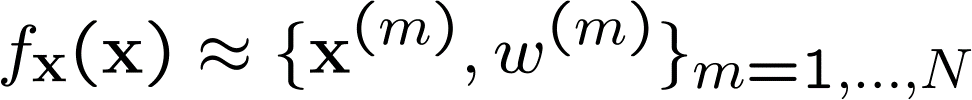 f_𝐱(𝐱) ≈ {𝐱^(m), w^(m)}_{m=1,...,N}